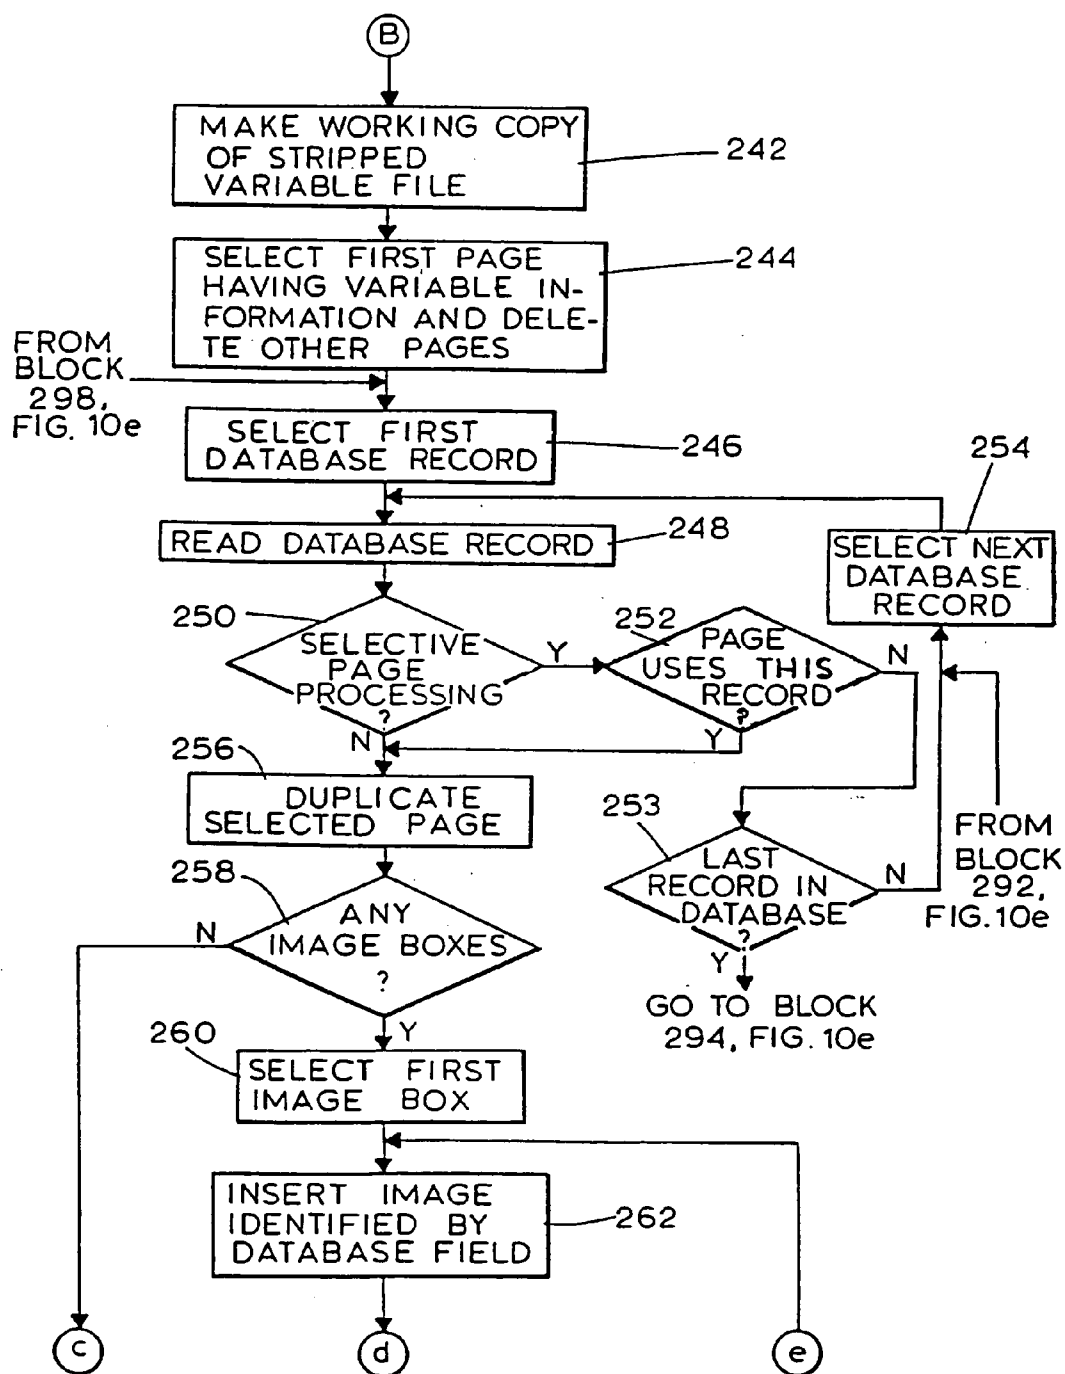 B
MAKE WORKING COPY
OF STRIPPED
VARIABLE FILE
242
SELECT FIRST PAGE
HAVING VARIABLE IN-
FORMATION AND DELE-
TE OTHER PAGES
244
FROM
BLOCK
298,
FIG. 10e
SELECT FIRST
DATABASE RECORD
246
254
READ DATABASE RECORD
248
SELECT NEXT
DATABASE
RECORD
250
SELECTIVE
PAGE
PROCESSING
?
Y
N
252
PAGE
USES THIS
RECORD
?
N
Y
256
DUPLICATE
SELECTED PAGE
253
LAST
RECORD IN
DATABASE
?
N
Y
FROM
BLOCK
292,
FIG. 10e
GO TO BLOCK
294, FIG. 10e
258
ANY
IMAGE BOXES
?
N
Y
260
SELECT FIRST
IMAGE BOX
INSERT IMAGE
IDENTIFIED BY
DATABASE FIELD
262
c
d
e